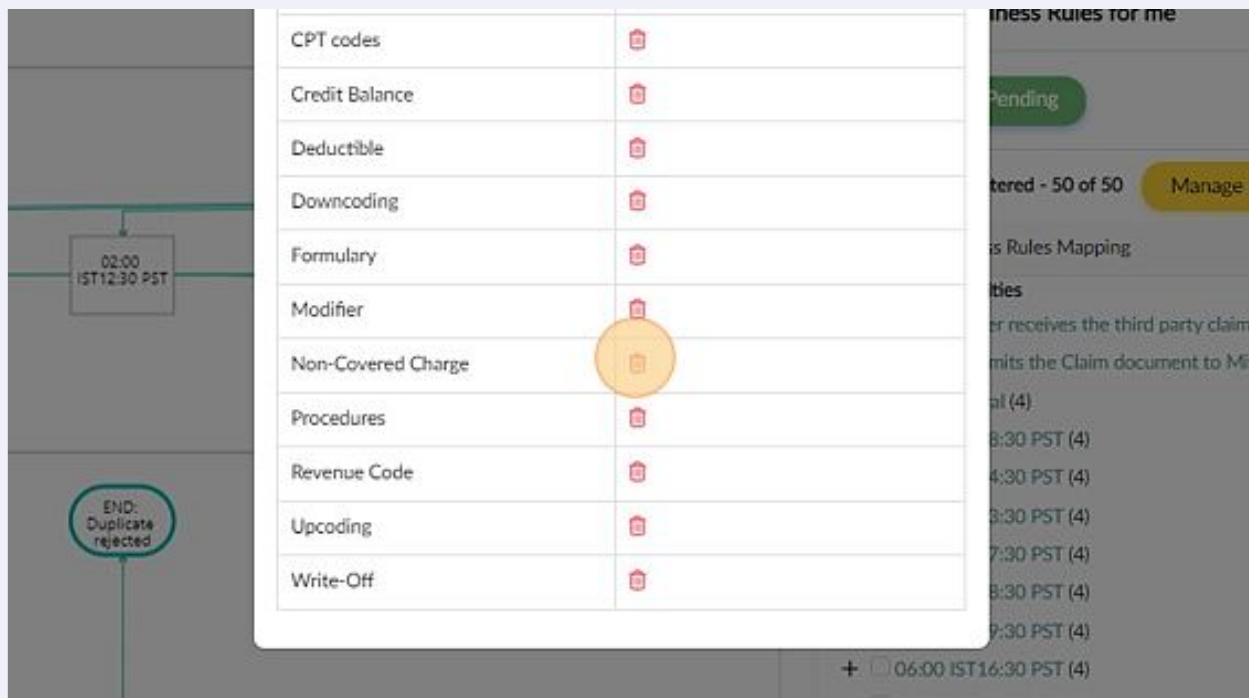 iness Rules for me
CPT codes
Credit Balance
Pending
Deductible
tered - 50 of 50
Manage
Downcoding
ss Rules Mapping
Formulary
02:00
IST12:30 PST
ities
Modifier
er receives the third party claim
Non-Covered Charge
mits the Claim document to Mi
al (4)
Procedures
8:30 PST (4)
Revenue Code
4:30 PST (4)
3:30 PST (4)
END:
Duplicate
rejected
Upcoding
7:30 PST (4)
Write-Off
8:30 PST (4)
9:30 PST (4)
+ 06:00 IST16:30 PST (4)